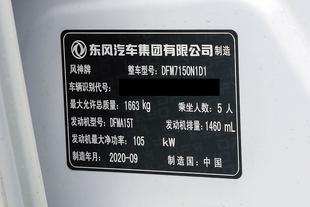 东风汽车集团有限公司 制造
风神牌 整车型号: DFM7150N1D1
车辆识别代号:
最大允许总质量: 1663 kg 乘坐人数: 5 人
发动机型号: DFMA15T 发动机排量: 1460 mL
发动机最大净功率: 105 kW
制造年月: 2020-09 制造国: 中国